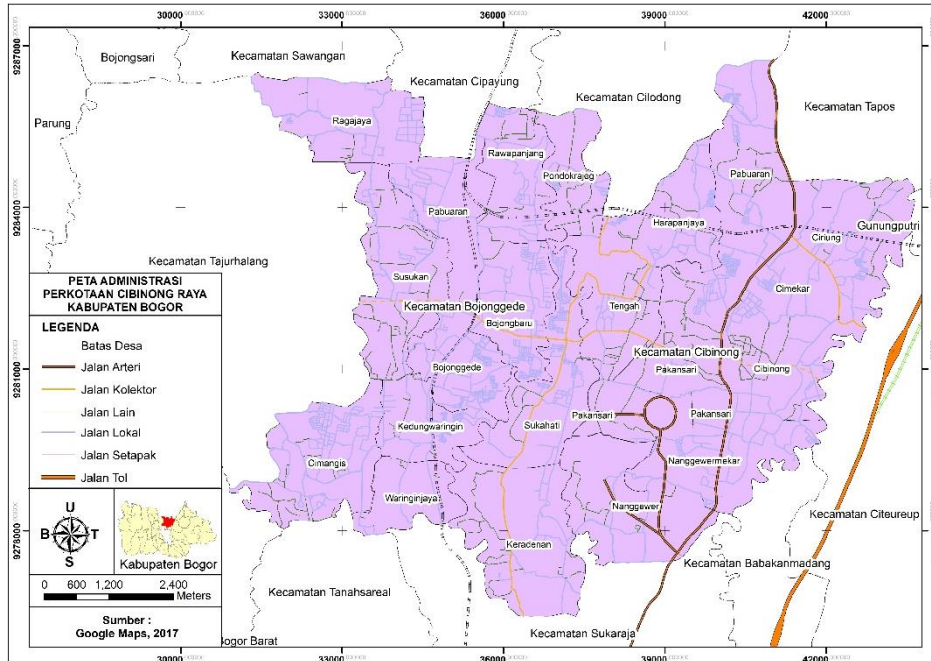 30000 33000 36000 39000 42000
9287000
9284000
9281000
9278000
Bojongsari
Kecamatan Sawangan
Kecamatan Cipayung
Kecamatan Cilodong
Kecamatan Tapos
Parung
Ragajaya
Rawapanjang
Pondokrajeg
Pabuaran
Pabuaran
Harapanjaya
Gunungputri
Ciriung
Kecamatan Tajurhalang
Susukan
Cimekar
Tengah
Kecamatan Bojonggede
Bojongbaru
Kecamatan Cibinong
Bojonggede
Pakansari
Cibinong
Pakansari
Pakansari
Kedungwaringin
Sukahati
Cimangis
Nanggewermekar
Waringinjaya
Nanggewer
Kecamatan Citeureup
Keradenan
Kecamatan Babakanmadang
Kecamatan Tanahsareal
Kecamatan Sukaraja
Bogor Barat
PETA ADMINISTRASI
PERKOTAAN CIBINONG RAYA
KABUPATEN BOGOR
LEGENDA
Batas Desa
Jalan Arteri
Jalan Kolektor
Jalan Lain
Jalan Lokal
Jalan Setapak
Jalan Tol
U
B T
S
Kabupaten Bogor
0 600 1,200 2,400
Meters
Sumber :
Google Maps, 2017
30000 33000 36000 39000 42000
9287000
9284000
9281000
9278000